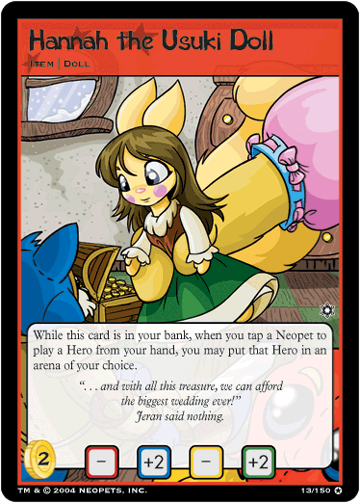 Hannah the Usuki Doll
Item | Doll
While this card is in your bank, when you tap a Neopet to
play a Hero from your hand, you may put that Hero in an
arena of your choice.
“. . . and with all this treasure, we can afford
the biggest wedding ever!”
Jeran said nothing.
2 – +2 – +2
TM & © 2004 NEOPETS, INC. 13/150